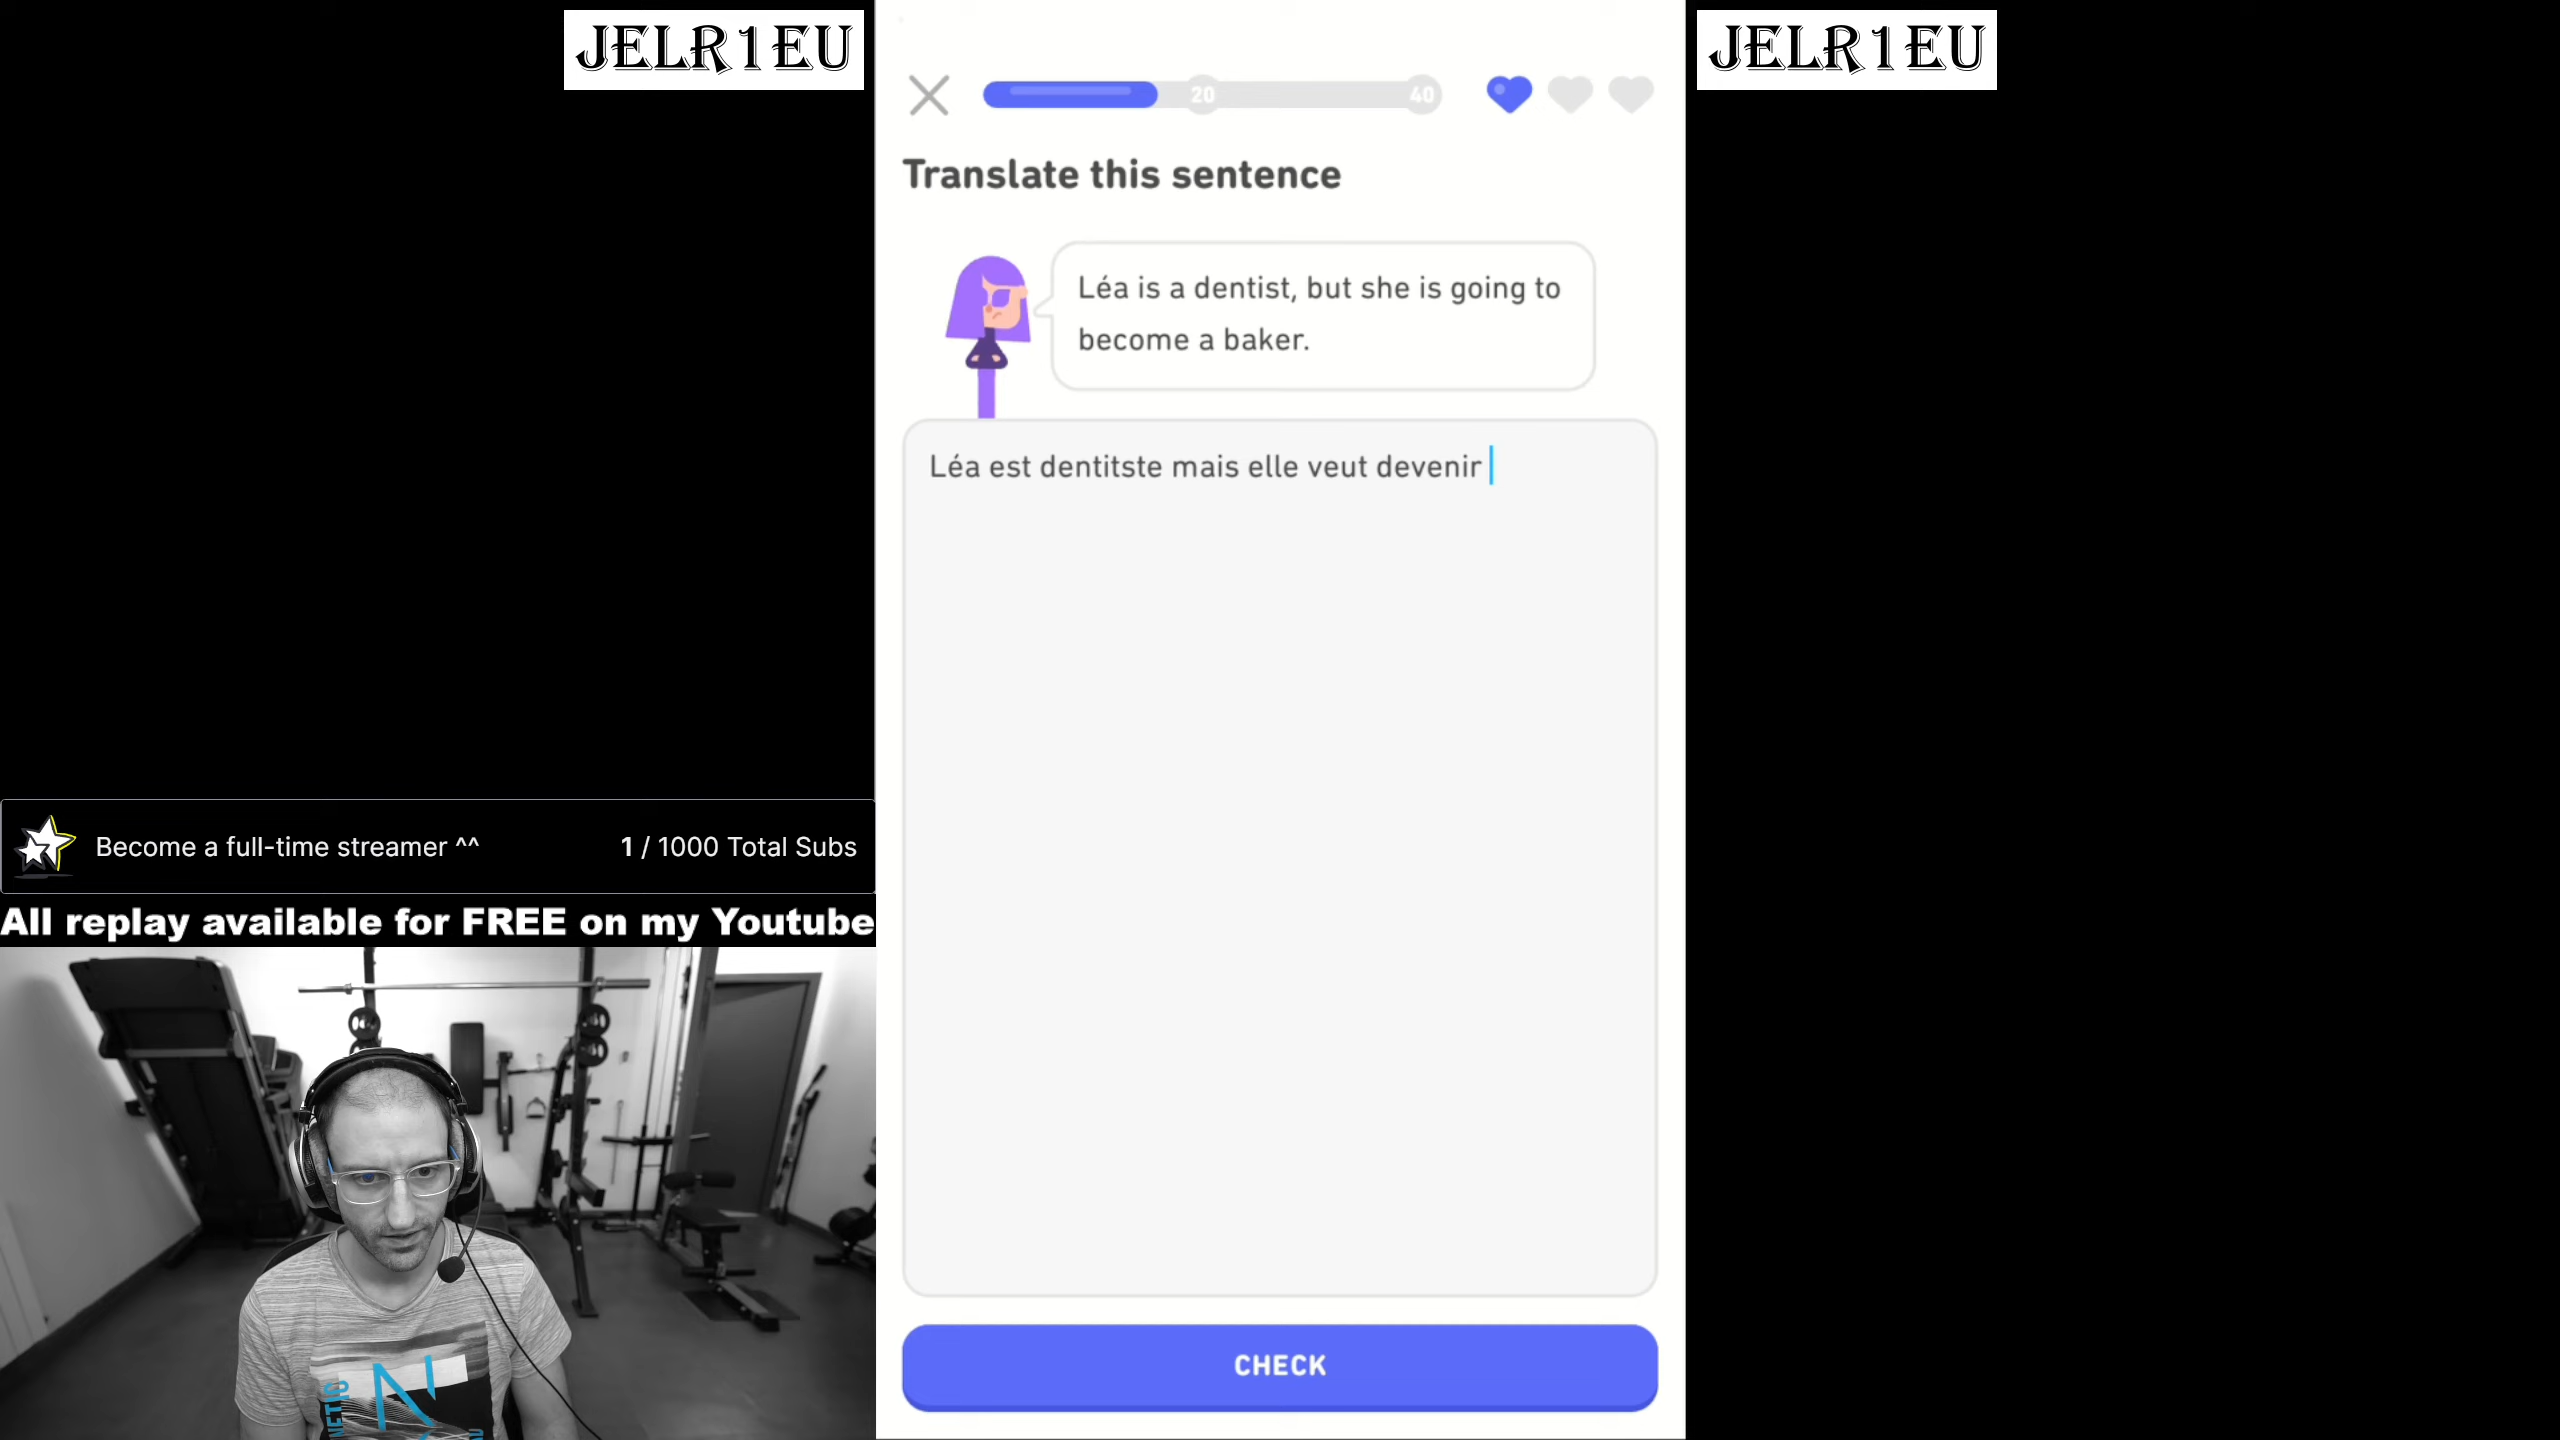 JELR1EU
JELR1EU
20
40
Translate this sentence
Léa is a dentist, but she is going to
become a baker.
Léa est dentitste mais elle veut devenir
Become a full-time streamer ^^
1 / 1000 Total Subs
All replay available for FREE on my Youtube
CHECK